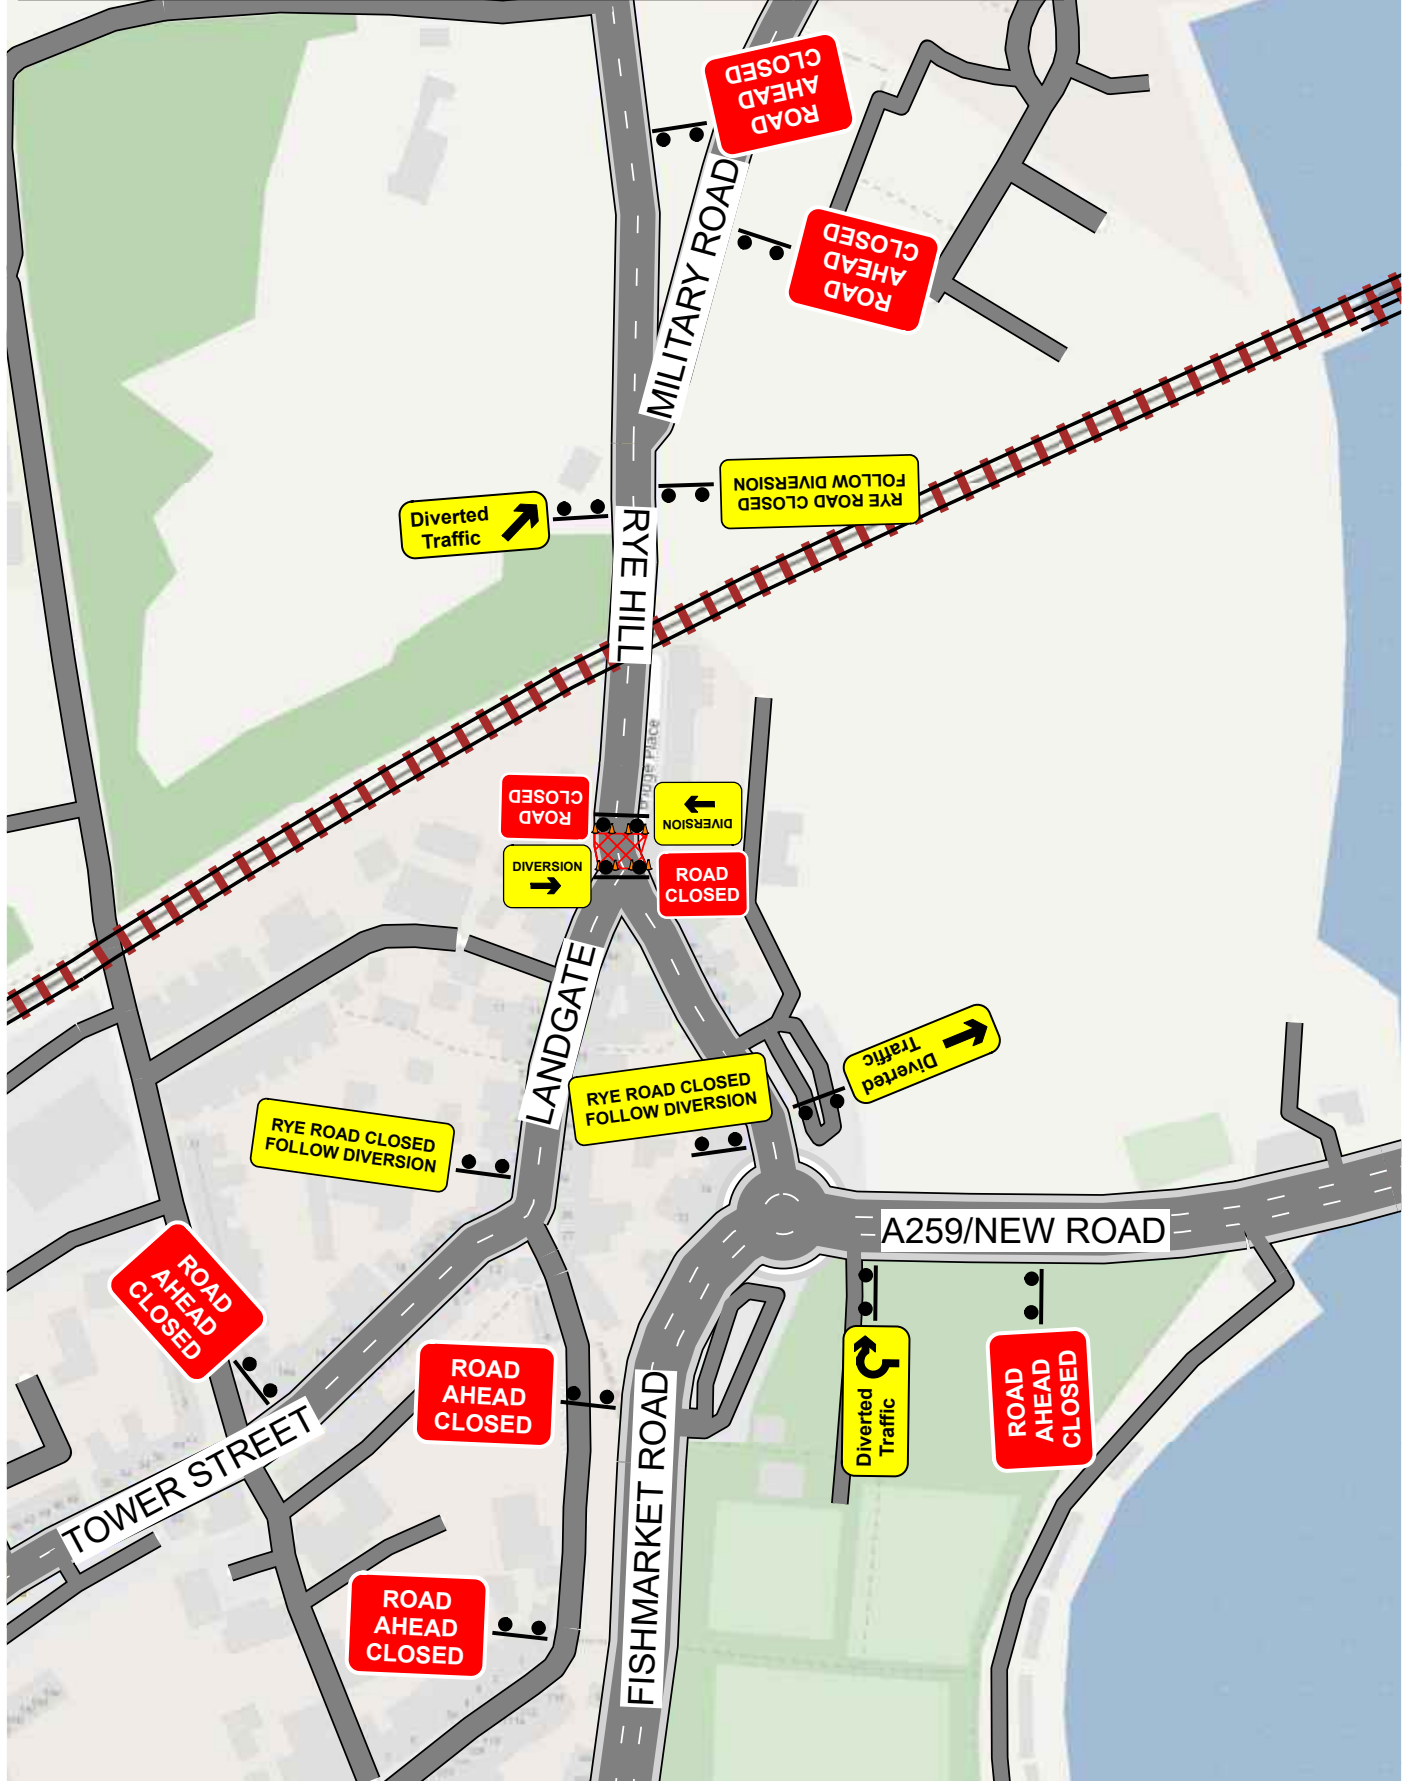 ROAD
AHEAD
CLOSED
MILITARY ROAD
ROAD
AHEAD
CLOSED
RYE ROAD CLOSED
FOLLOW DIVERSION
Diverted
Traffic
RYE HILL
Bridge Place
ROAD
CLOSED
DIVERSION
DIVERSION
ROAD
CLOSED
LANDGATE
Diverted
Traffic
RYE ROAD CLOSED
FOLLOW DIVERSION
RYE ROAD CLOSED
FOLLOW DIVERSION
A259/NEW ROAD
ROAD
AHEAD
CLOSED
ROAD
AHEAD
CLOSED
Diverted
Traffic
ROAD
AHEAD
CLOSED
TOWER STREET
FISHMARKET ROAD
ROAD
AHEAD
CLOSED